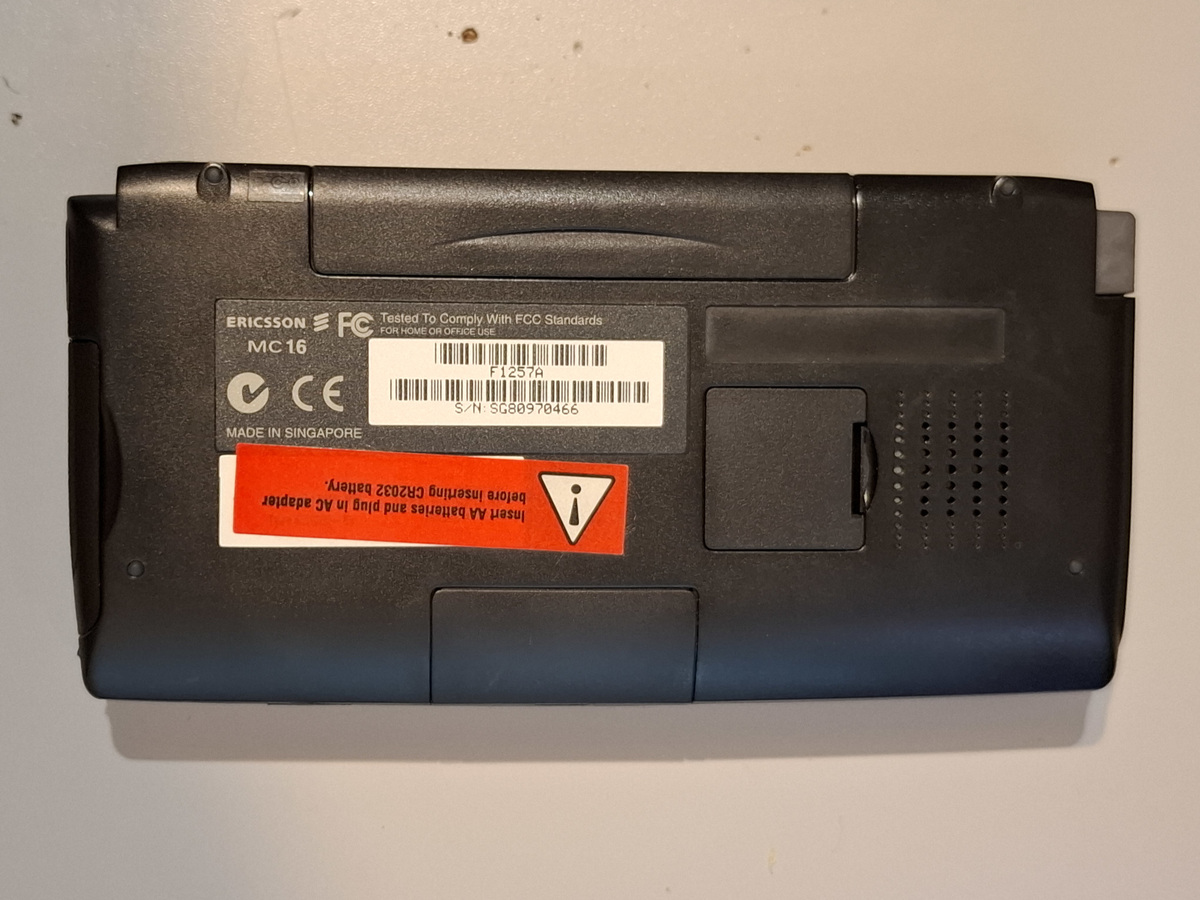 ERICSSON FC Tested To Comply With FCC Standards
FOR HOME OR OFFICE USE
MC 16
CE
F1257A
S/N: SG80970466
MADE IN SINGAPORE
Insert AA batteries and plug in AC adapter
before inserting CR2032 battery.